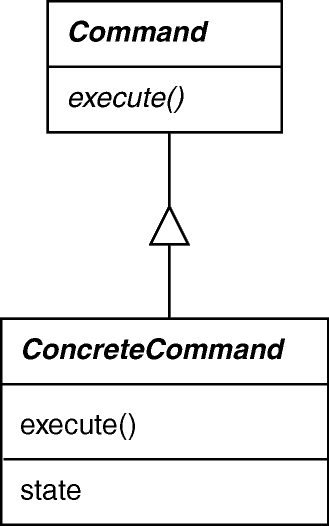 Command
execute()
ConcreteCommand
execute()
state